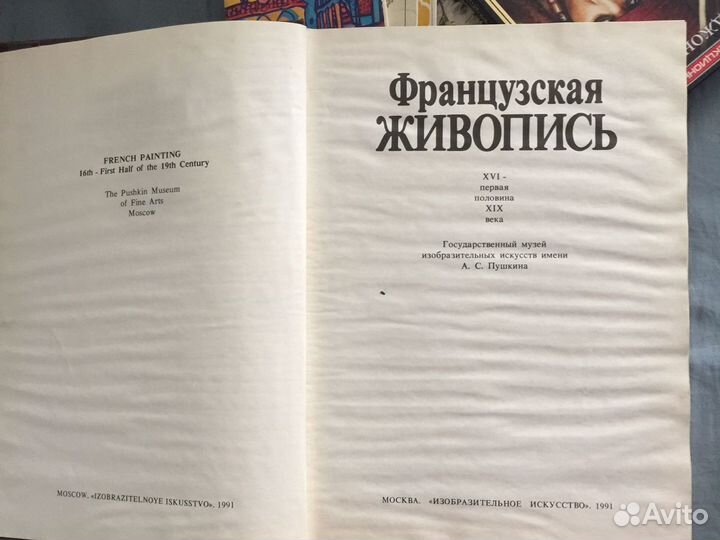 FRENCH PAINTING
16th - First Half of the 19th Century
The Pushkin Museum
of Fine Arts
Moscow
MOSCOW. «IZOBRAZITELNOYE ISKUSSTVO», 1991
Французская
ЖИВОПИСЬ
XVI -
первая
половина
XIX
века
Государственный музей
изобразительных искусств имени
А. С. Пушкина
МОСКВА. «ИЗОБРАЗИТЕЛЬНОЕ ИСКУССТВО». 1991
Avito